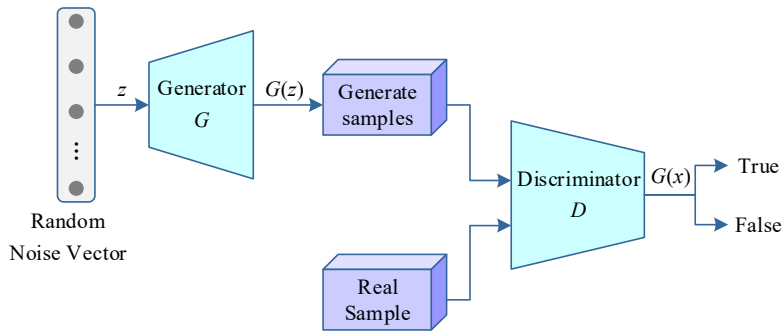 z
Generator
G
G(z)
Generate
samples
...
Random
Noise Vector
Discriminator
D
G(x)
True
False
Real
Sample